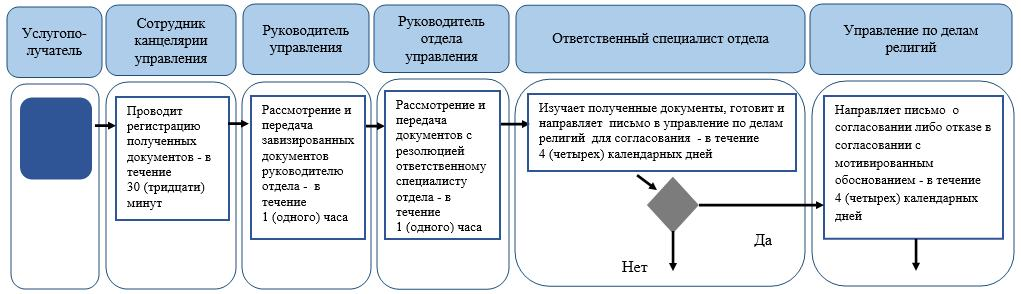 Услугопо-
лучатель
Сотрудник
канцелярии
управления
Руководитель
управления
Руководитель
отдела
управления
Ответственный специалист отдела
Управление по делам
религий
Проводит
регистрацию
полученных
документов - в
течение
30 (тридцати)
минут
Рассмотрение и
передача
завизированных
документов
руководителю
отдела - в
течение
1 (одного) часа
Рассмотрение и
передача
документов с
резолюцией
ответственному
специалисту
отдела - в
течение
1 (одного) часа
Изучает полученные документы, готовит и
направляет письмо в управление по делам
религий для согласования - в течение
4 (четырех) календарных дней
Направляет письмо о
согласовании либо отказе в
согласовании с
мотивированным
обоснованием - в течение
4 (четырех) календарных
дней
Да
Нет